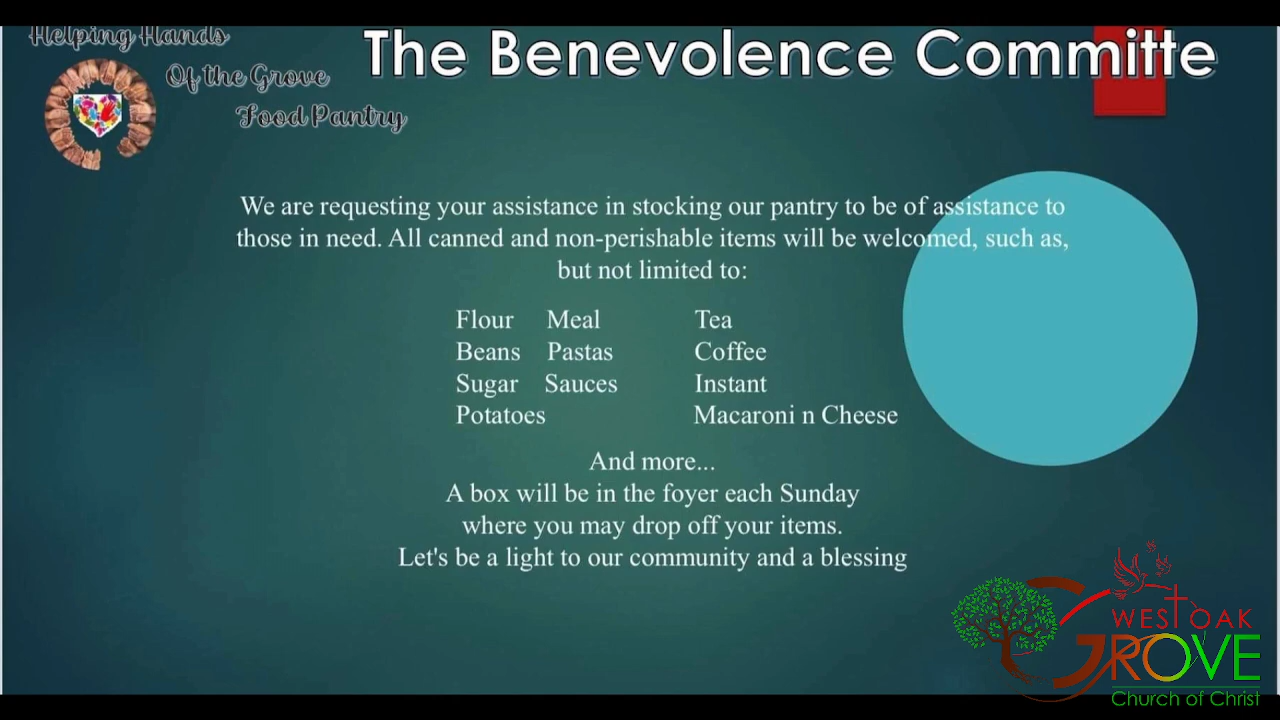 Helping Hands
Of the Grove
Food Pantry
The Benevolence Committe
We are requesting your assistance in stocking our pantry to be of assistance to
those in need. All canned and non-perishable items will be welcomed, such as,
but not limited to:
Flour Meal Tea
Beans Pastas Coffee
Sugar Sauces Instant
Potatoes Macaroni n Cheese
And more...
A box will be in the foyer each Sunday
where you may drop off your items.
Let's be a light to our community and a blessing
WEST OAK
GROVE
Church of Christ